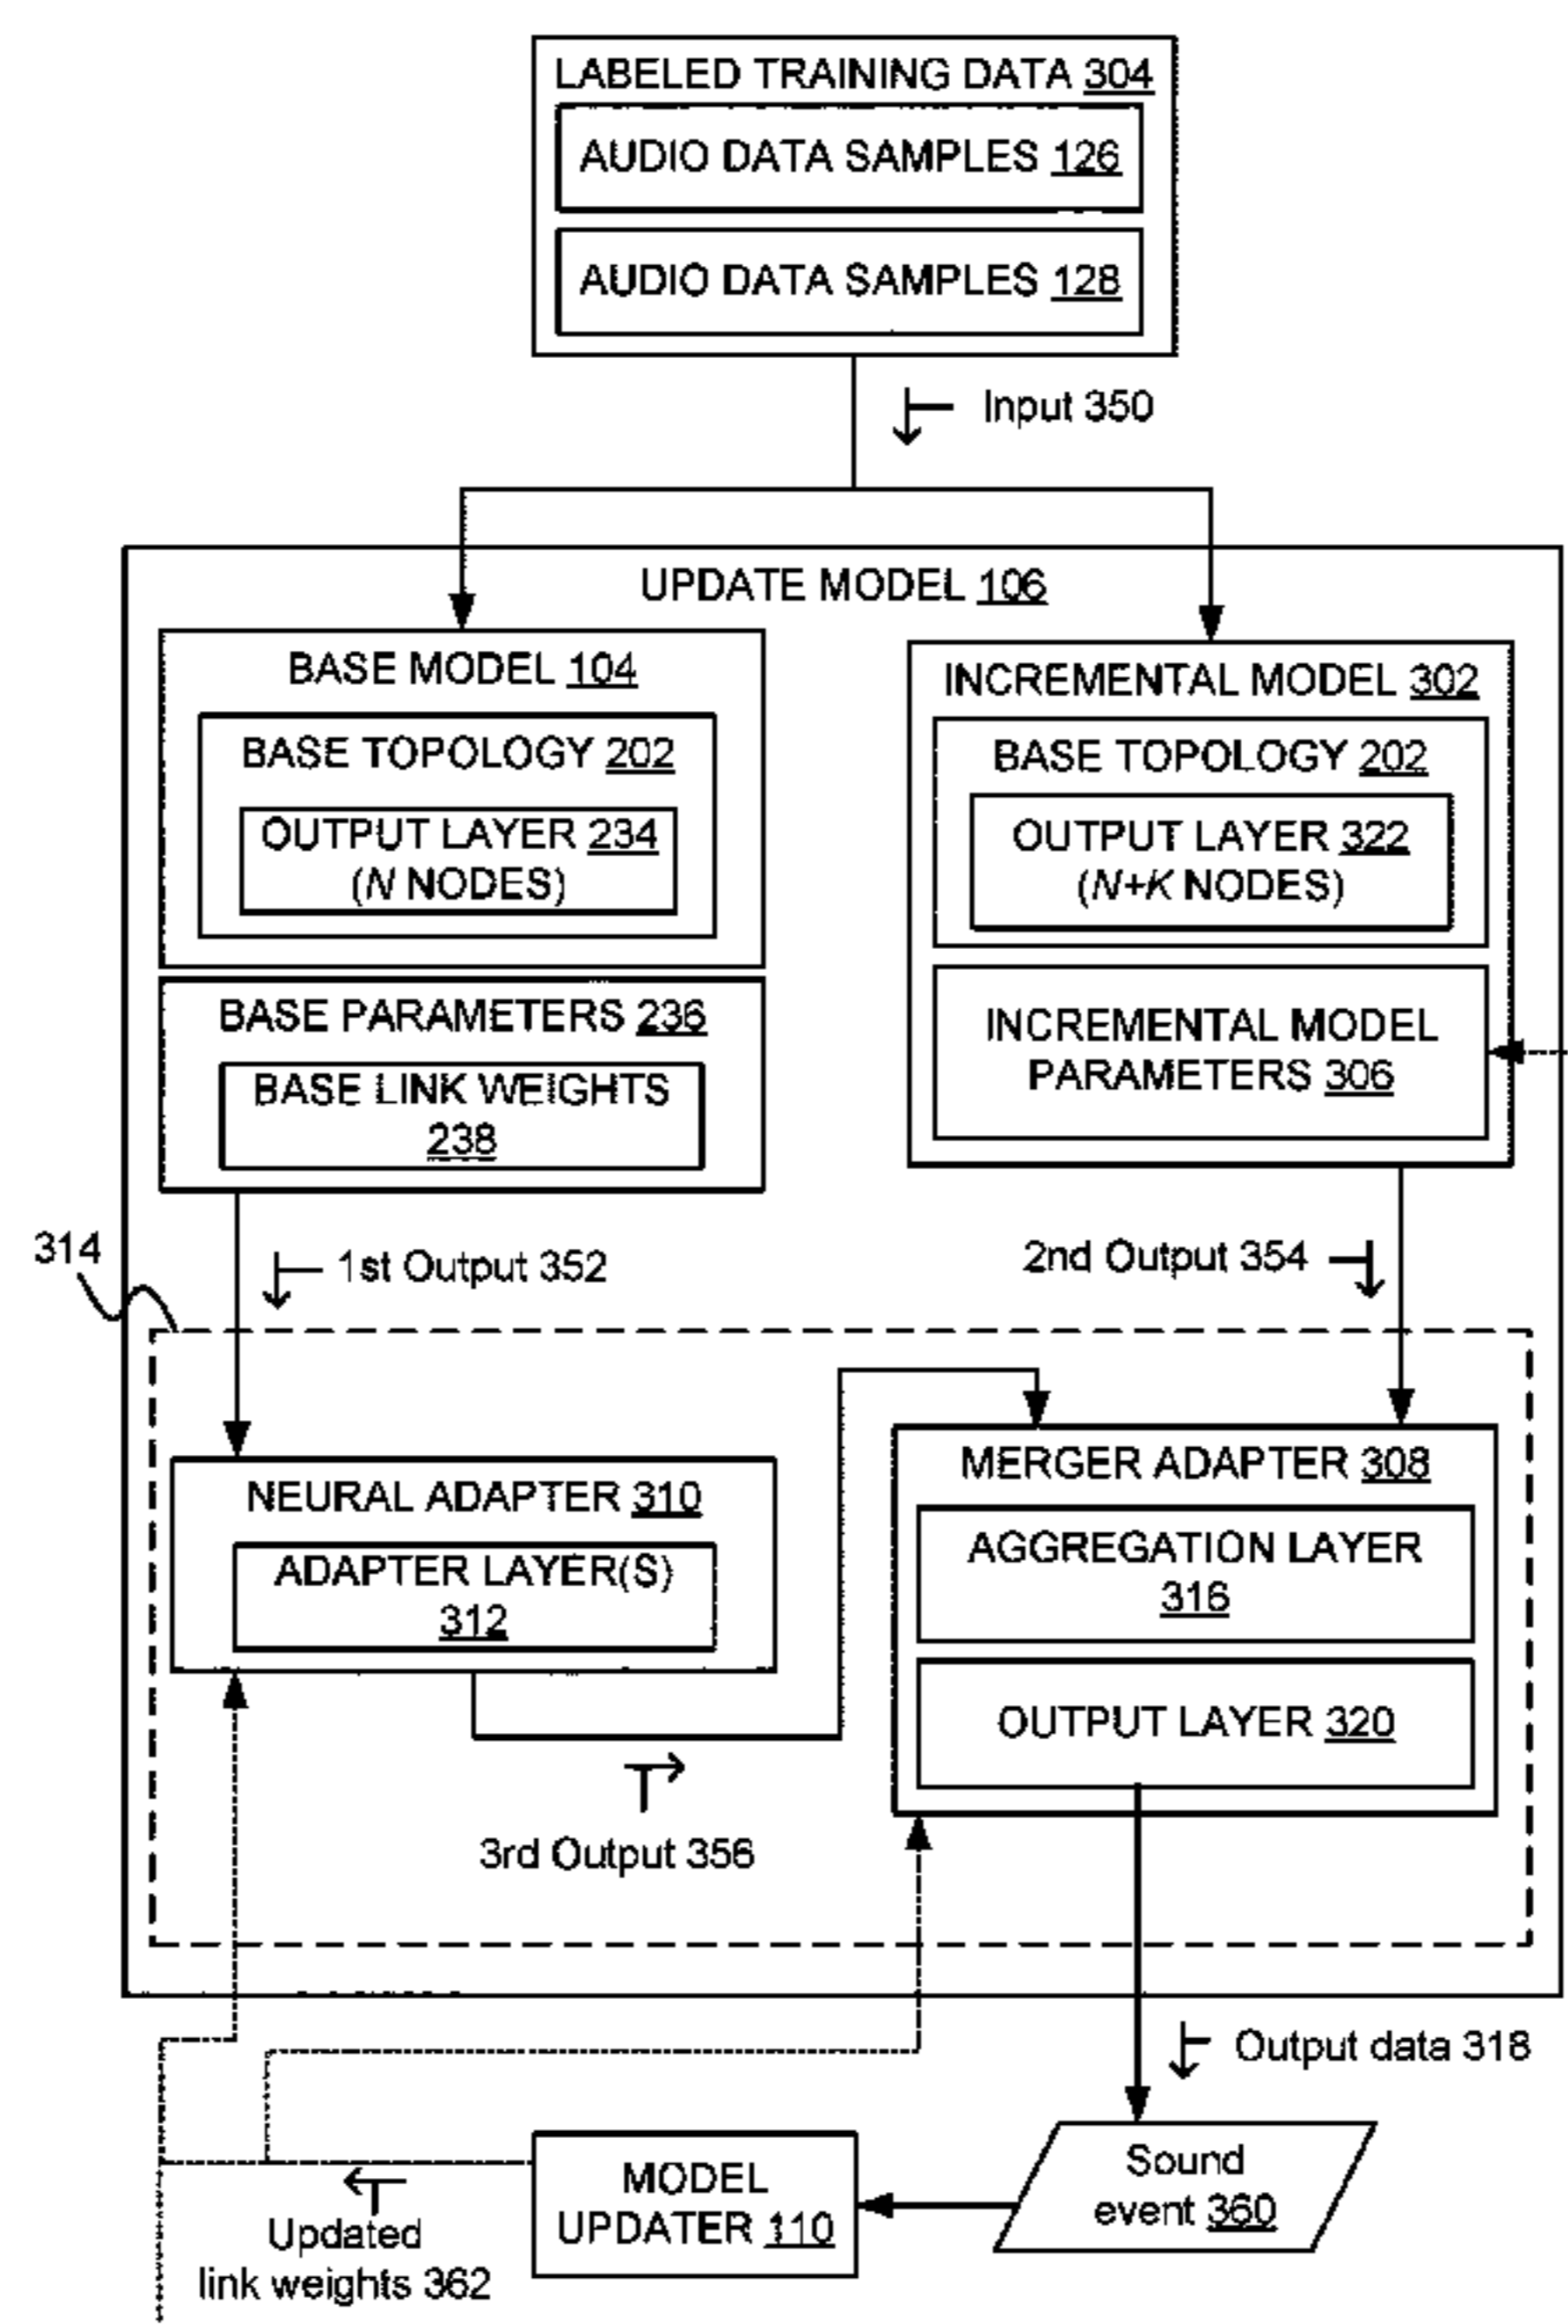 LABELED TRAINING DATA 304
AUDIO DATA SAMPLES 126
AUDIO DATA SAMPLES 128
Input 350
UPDATE MODEL 106
BASE MODEL 104
BASE TOPOLOGY 202
OUTPUT LAYER 234
(N NODES)
BASE PARAMETERS 236
BASE LINK WEIGHTS
238
INCREMENTAL MODEL 302
BASE TOPOLOGY 202
OUTPUT LAYER 322
(N+K NODES)
INCREMENTAL MODEL
PARAMETERS 306
314
1st Output 352
2nd Output 354
NEURAL ADAPTER 310
ADAPTER LAYER(S)
312
MERGER ADAPTER 308
AGGREGATION LAYER
316
OUTPUT LAYER 320
3rd Output 356
Output data 318
Sound
event 360
MODEL
UPDATER 110
Updated
link weights 362